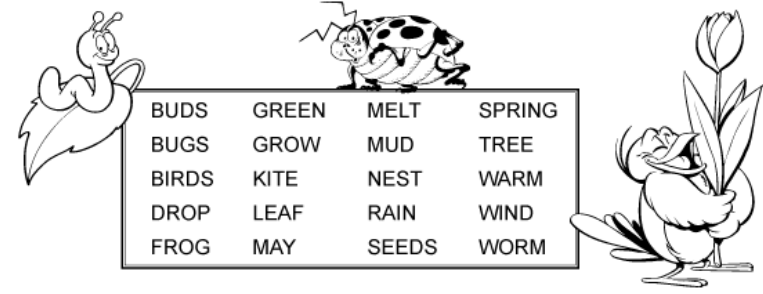 BUDS GREEN MELT SPRING
BUGS GROW MUD TREE
BIRDS KITE NEST WARM
DROP LEAF RAIN WIND
FROG MAY SEEDS WORM